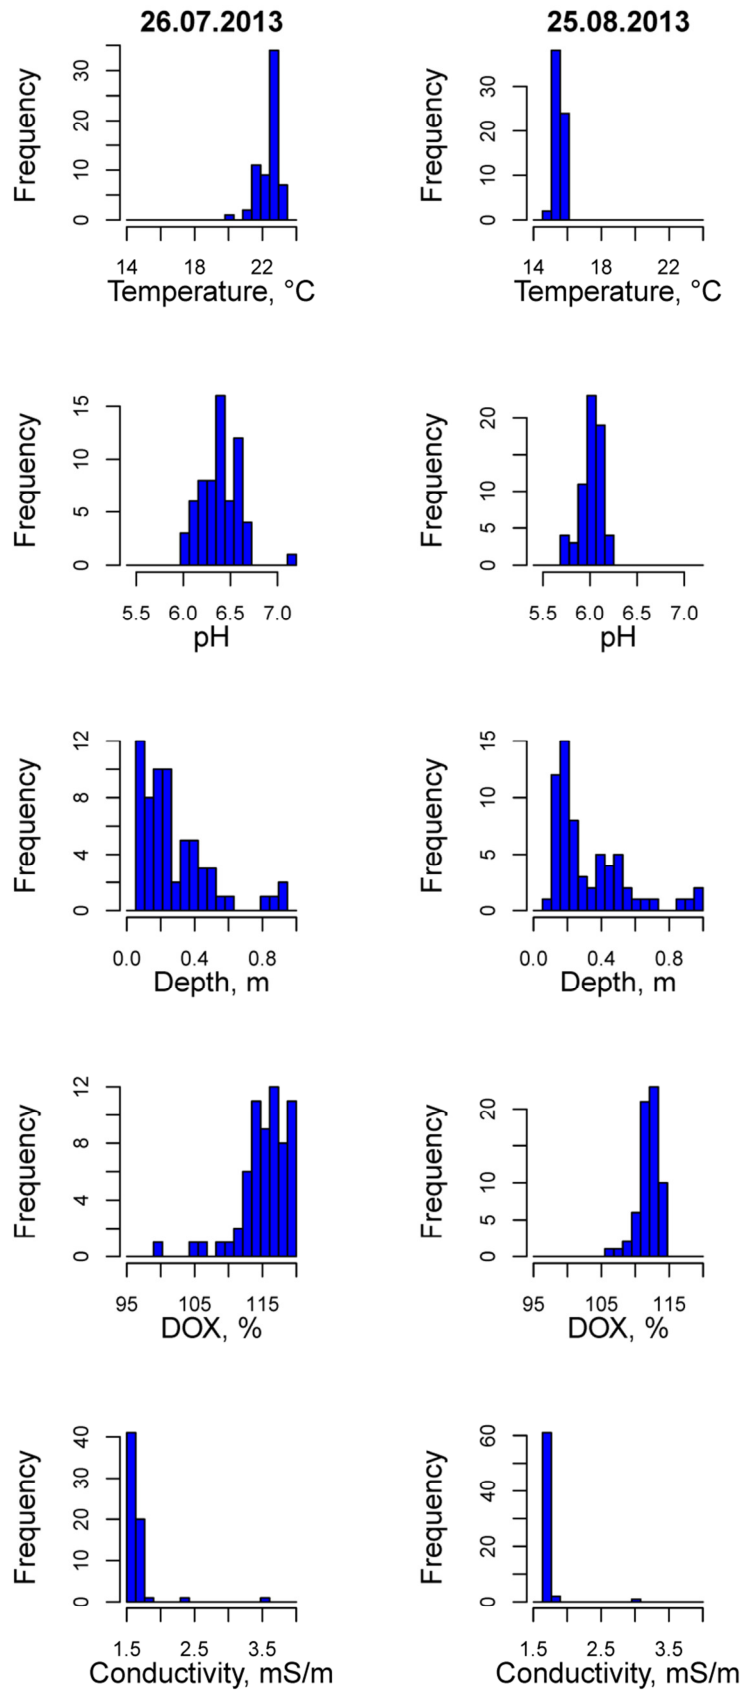 26.07.2013 25.08.2013
Frequency Frequency
30 30
20 20
10 10
0 0
14 18 22 14 18 22
Temperature, °C Temperature, °C
Frequency Frequency
15 20
10 10
5 5
0 0
5.5 6.0 6.5 7.0 5.5 6.0 6.5 7.0
pH pH
Frequency Frequency
12 15
8 10
4 5
0 0
0.0 0.4 0.8 0.0 0.4 0.8
Depth, m Depth, m
Frequency Frequency
12 20
8 10
4 5
0 0
95 105 115 95 105 115
DOX, % DOX, %
Frequency Frequency
40 60
30 40
20 20
10 0
0
1.5 2.5 3.5 1.5 2.5 3.5
Conductivity, mS/m Conductivity, mS/m